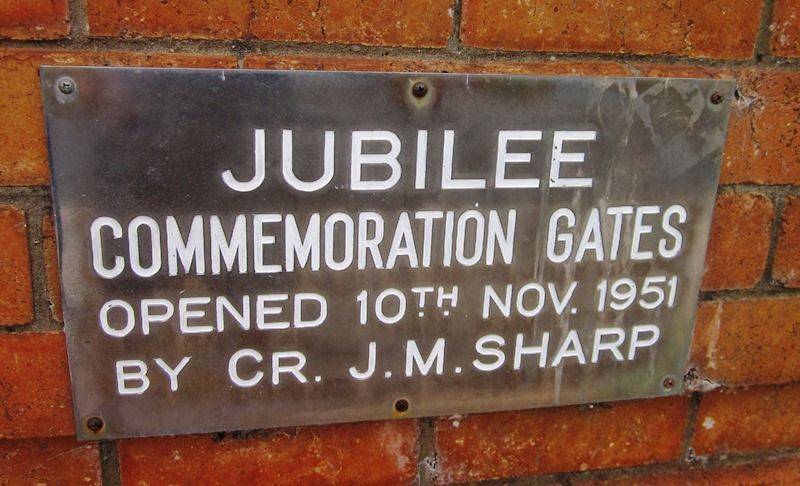 JUBILEE
COMMEMORATION GATES
OPENED 10TH NOV. 1951
BY CR. J.M. SHARP